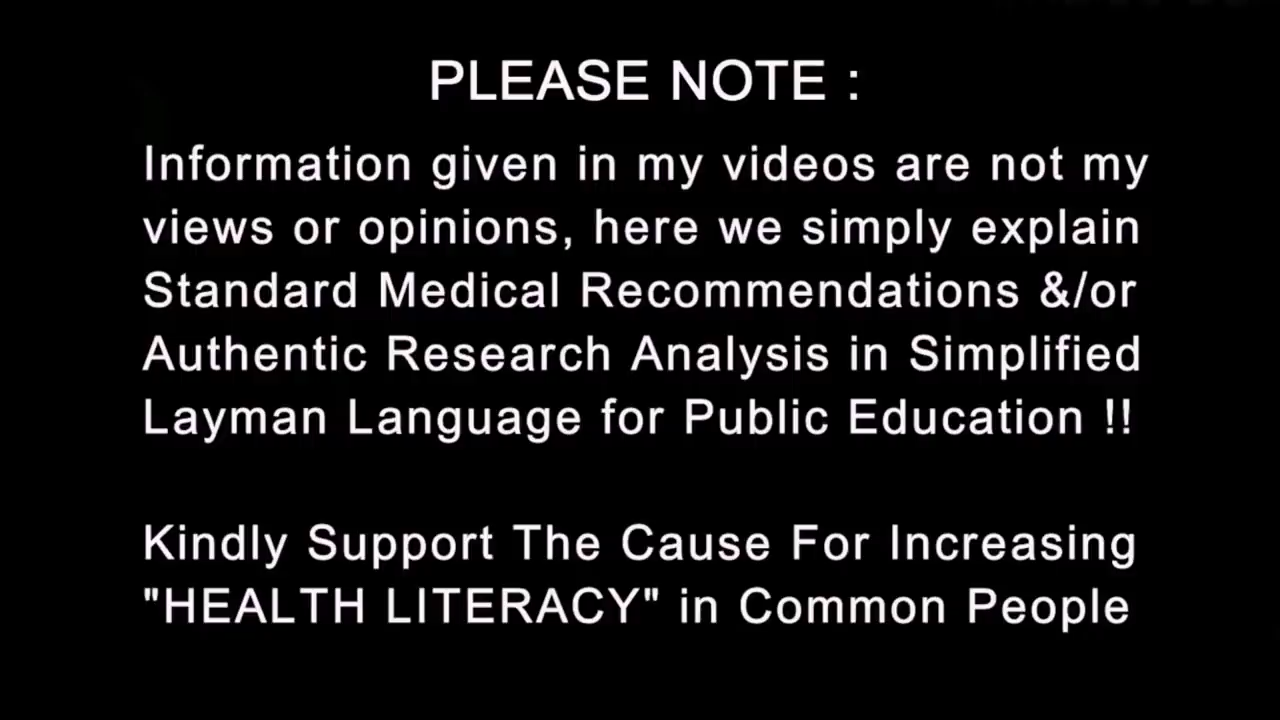 PLEASE NOTE :
Information given in my videos are not my
views or opinions, here we simply explain
Standard Medical Recommendations &/or
Authentic Research Analysis in Simplified
Layman Language for Public Education !!
Kindly Support The Cause For Increasing
"HEALTH LITERACY" in Common People